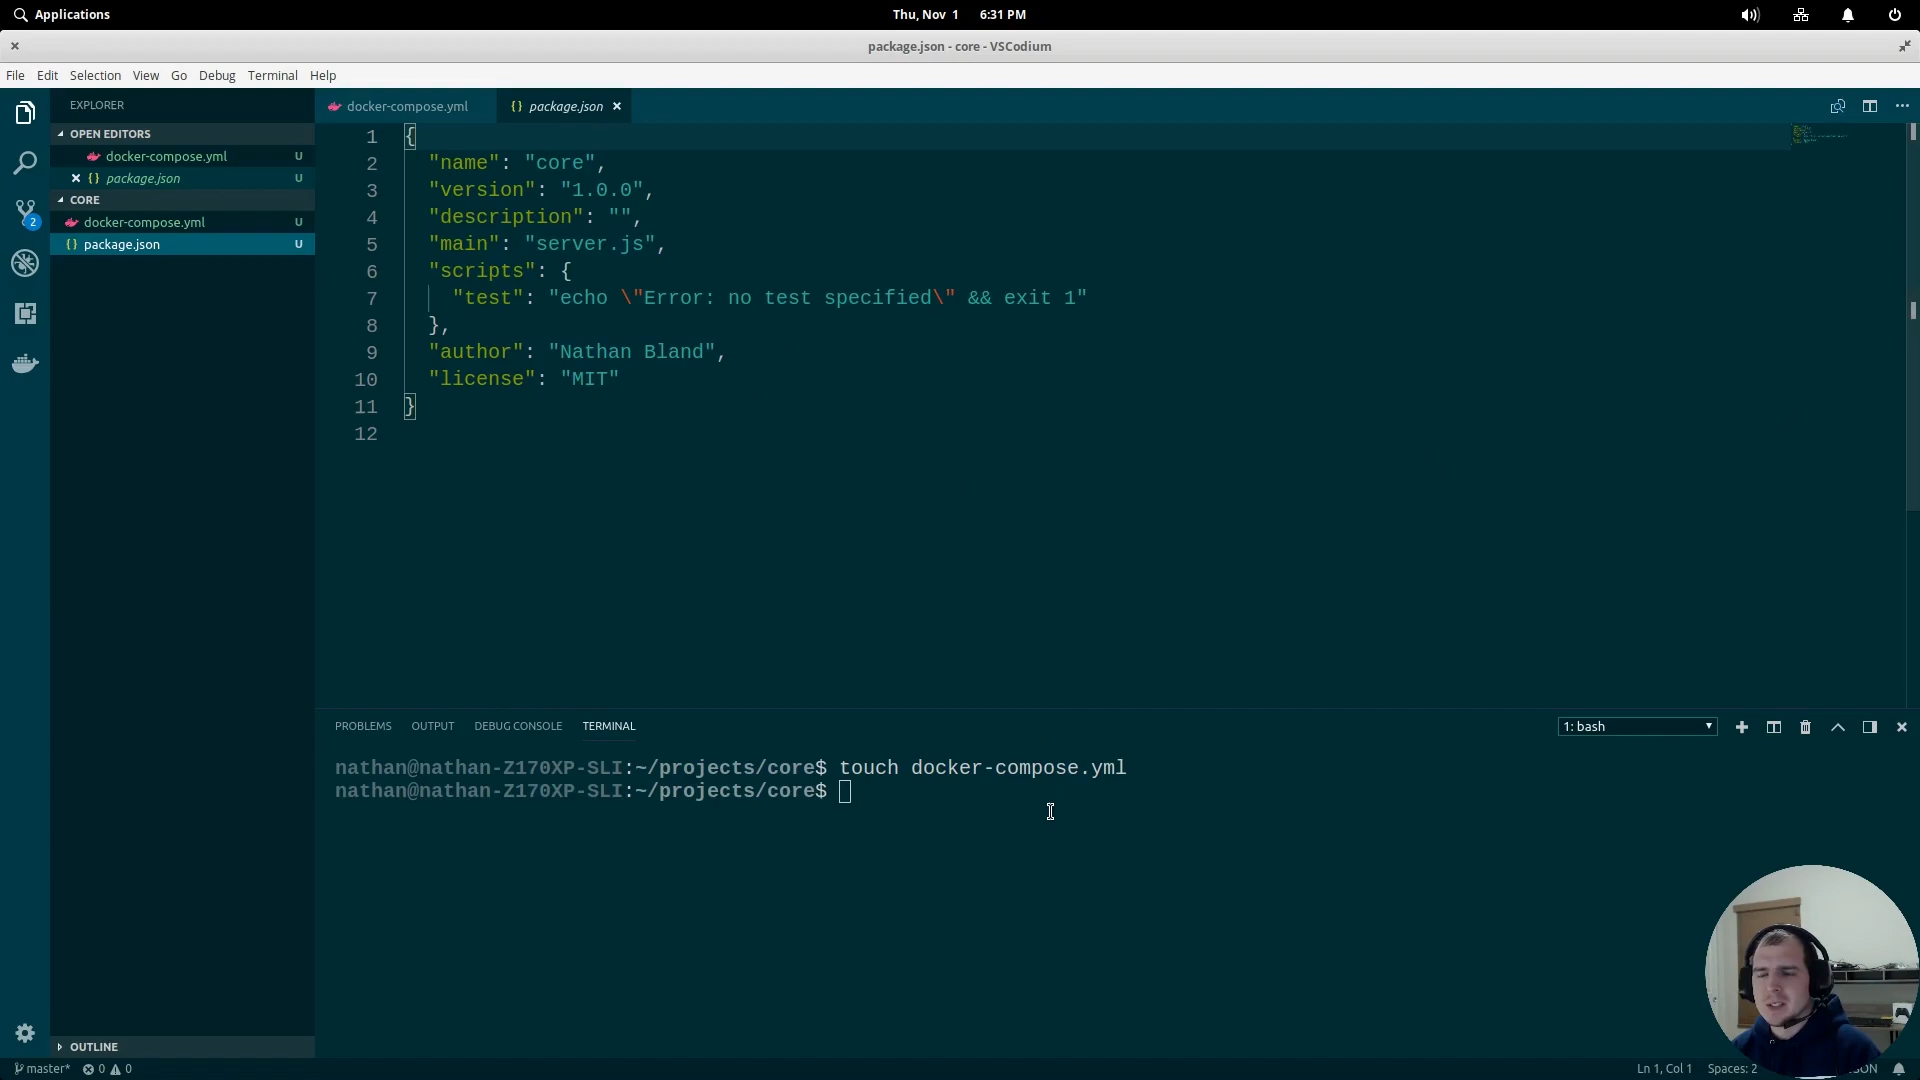 Applications
Thu, Nov 1 6:31 PM
package.json - core - VSCodium
File Edit Selection View Go Debug Terminal Help
EXPLORER
OPEN EDITORS
docker-compose.yml U
package.json U
CORE
docker-compose.yml U
package.json U
2
OUTLINE
docker-compose.yml
{} package.json
1 {
2 "name": "core",
3 "version": "1.0.0",
4 "description": "",
5 "main": "server.js",
6 "scripts": {
7 "test": "echo \"Error: no test specified\" && exit 1"
8 },
9 "author": "Nathan Bland",
10 "license": "MIT"
11 }
12
PROBLEMS OUTPUT DEBUG CONSOLE TERMINAL
1: bash
nathan@nathan-Z170XP-SLI:~/projects/core$ touch docker-compose.yml
nathan@nathan-Z170XP-SLI:~/projects/core$
master* 0 0
Ln 1, Col 1 Spaces: 2